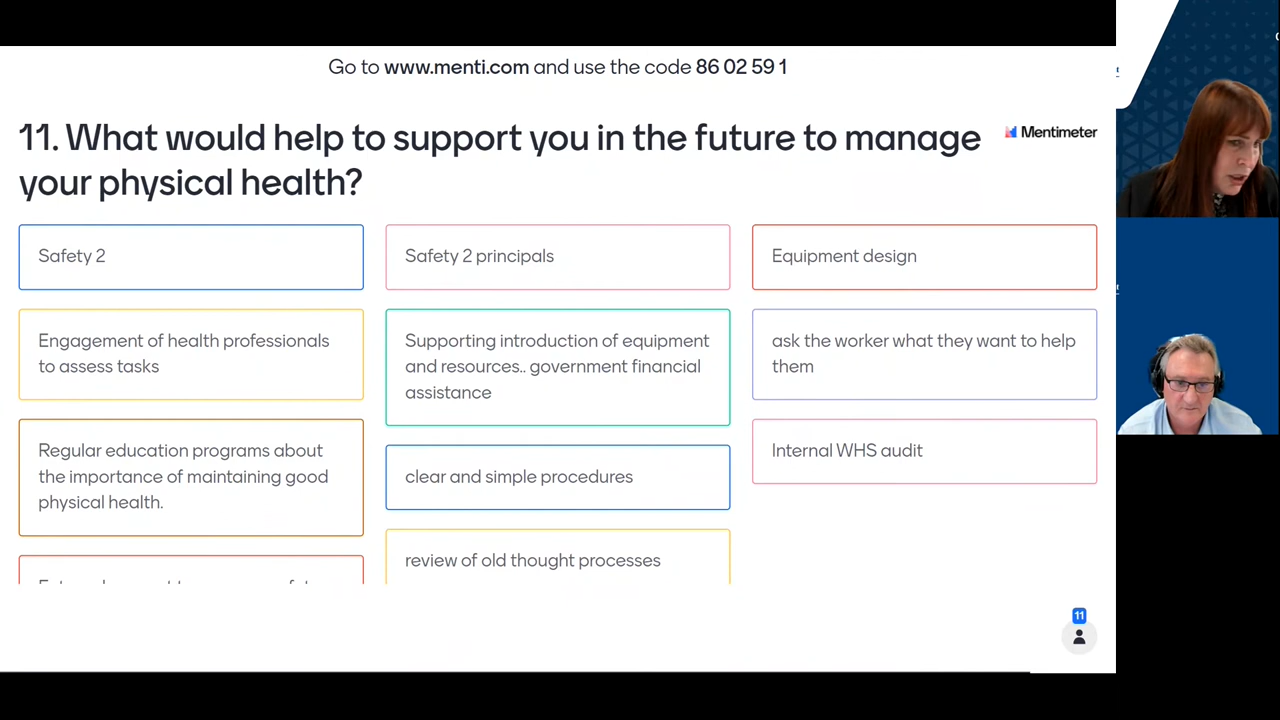 Go to www.menti.com and use the code 86 02 59 1
11. What would help to support you in the future to manage
your physical health?
Mentimeter
Safety 2
Safety 2 principals
Equipment design
Engagement of health professionals
to assess tasks
Supporting introduction of equipment
and resources.. government financial
assistance
ask the worker what they want to help
them
Regular education programs about
the importance of maintaining good
physical health.
clear and simple procedures
Internal WHS audit
review of old thought processes
11